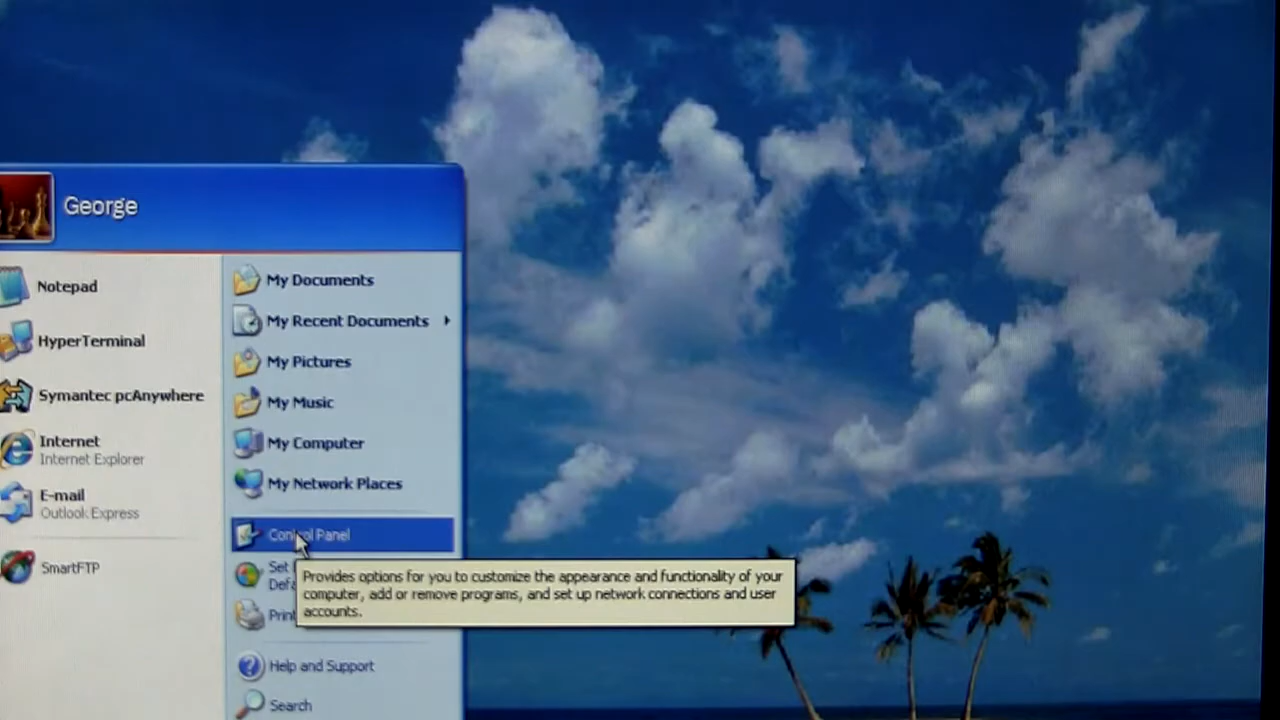 George
Notepad
HyperTerminal
Symantec pcAnywhere
Internet
Internet Explorer
E-mail
Outlook Express
SmartFTP
My Documents
My Recent Documents
My Pictures
My Music
My Computer
My Network Places
Control Panel
Set
Defa
Print
Provides options for you to customize the appearance and functionality of your
computer, add or remove programs, and set up network connections and user
accounts.
Help and Support
Search